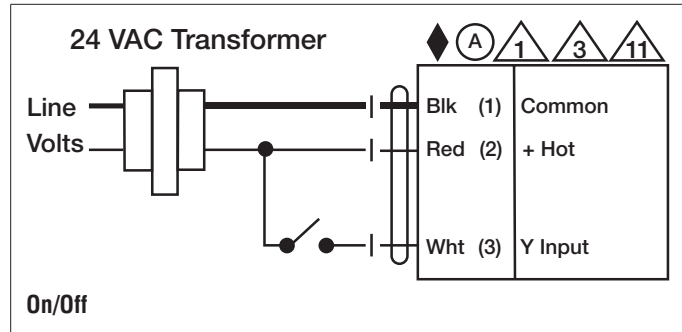 24 VAC Transformer
A 1 3 11
Line
Volts
Blk (1) Common
Red (2) + Hot
Wht (3) Y Input
On/Off